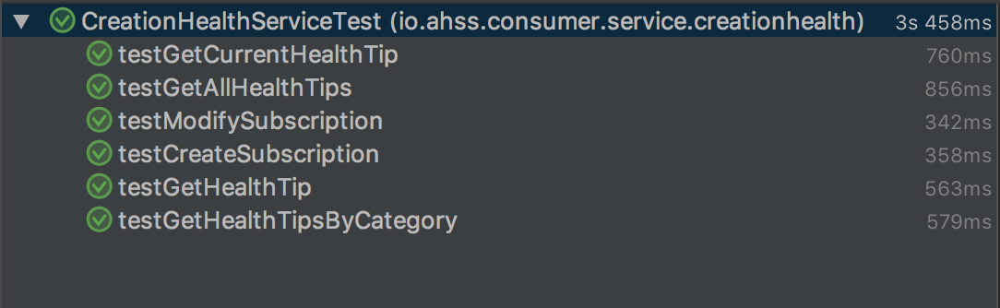 CreationHealthServiceTest (io.ahss.consumer.service.creationhealth) 3s 458ms
testGetCurrentHealthTip 760ms
testGetAllHealthTips 856ms
testModifySubscription 342ms
testCreateSubscription 358ms
testGetHealthTip 563ms
testGetHealthTipsByCategory 579ms